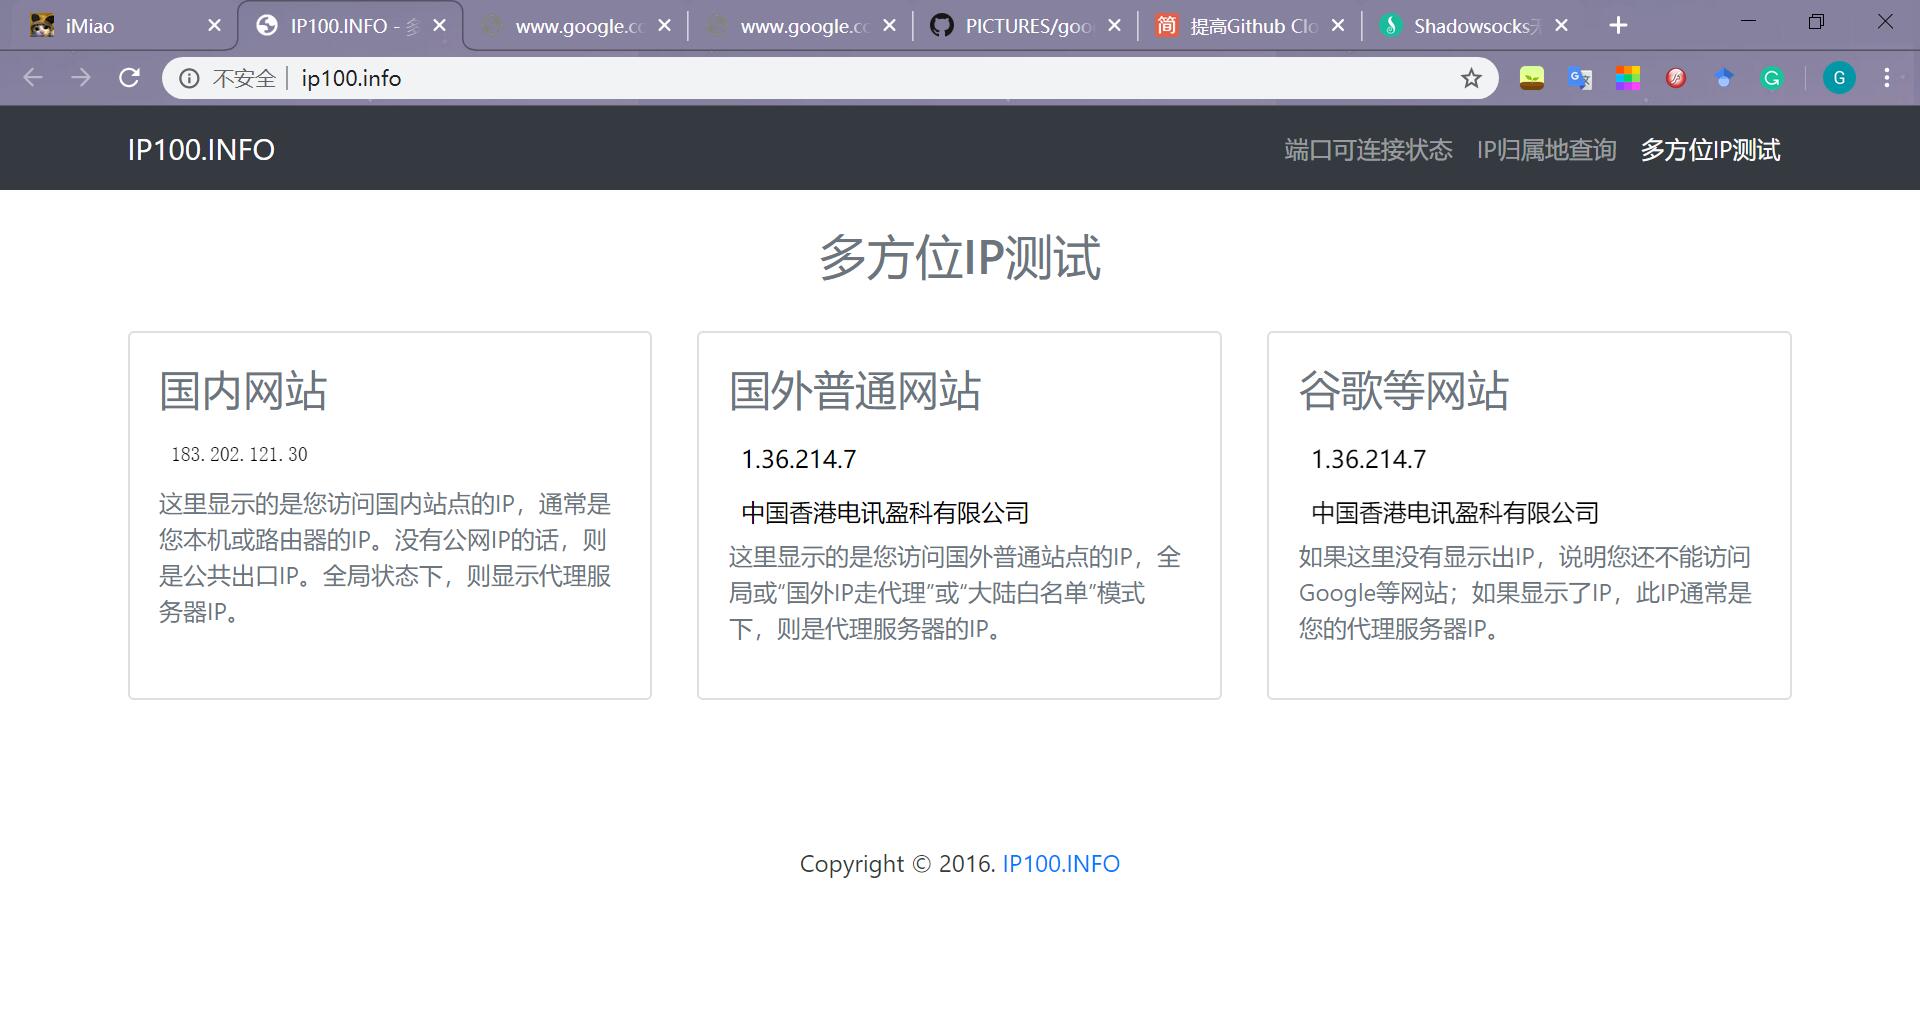 iMiao
IP100.INFO - 多
www.google.cc
www.google.cc
PICTURES/goo
提高Github Clo
Shadowsocks无
不安全
ip100.info
IP100.INFO
端口可连接状态
IP归属地查询
多方位IP测试
多方位IP测试
国内网站
183.202.121.30
这里显示的是您访问国内站点的IP，通常是
您本机或路由器的IP。没有公网IP的话，则
是公共出口IP。全局状态下，则显示代理服
务器IP。
国外普通网站
1.36.214.7
中国香港电讯盈科有限公司
这里显示的是您访问国外普通站点的IP，全
局或“国外IP走代理”或“大陆白名单”模式
下，则是代理服务器的IP。
谷歌等网站
1.36.214.7
中国香港电讯盈科有限公司
如果这里没有显示出IP，说明您还不能访问
Google等网站；如果显示了IP，此IP通常是
您的代理服务器IP。
Copyright © 2016. IP100.INFO